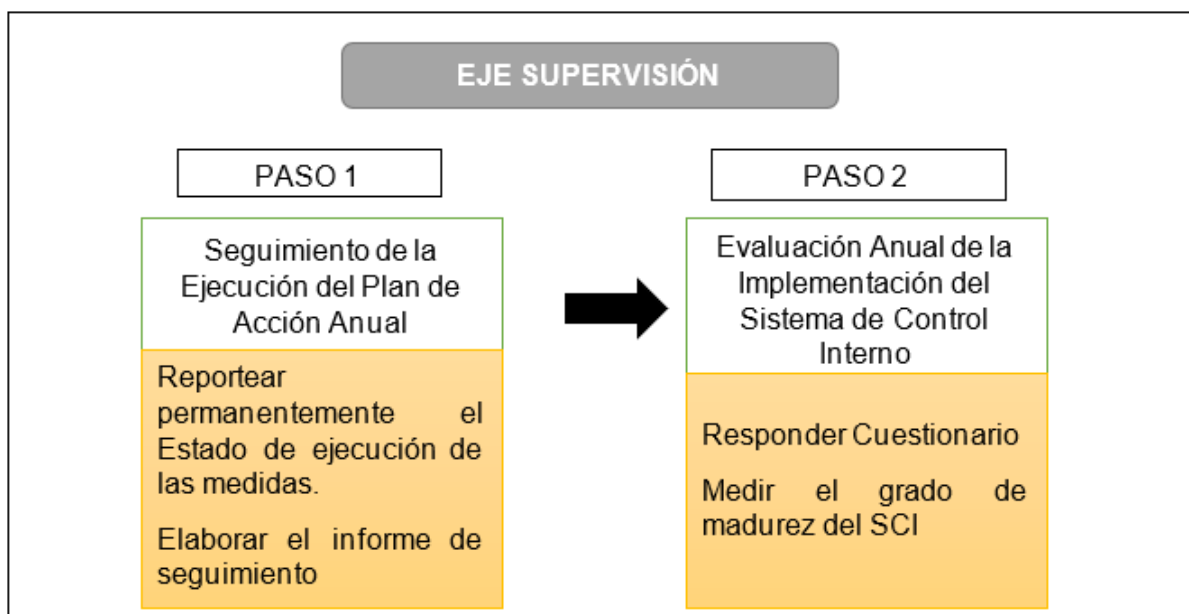 EJE SUPERVISIÓN
PASO 1
Seguimiento de la
Ejecución del Plan de
Acción Anual
Reportear
permanentemente el
Estado de ejecución de
las medidas.
Elaborar el informe de
seguimiento
PASO 2
Evaluación Anual de la
Implementación del
Sistema de Control
Interno
Responder Cuestionario
Medir el grado de
madurez del SCI